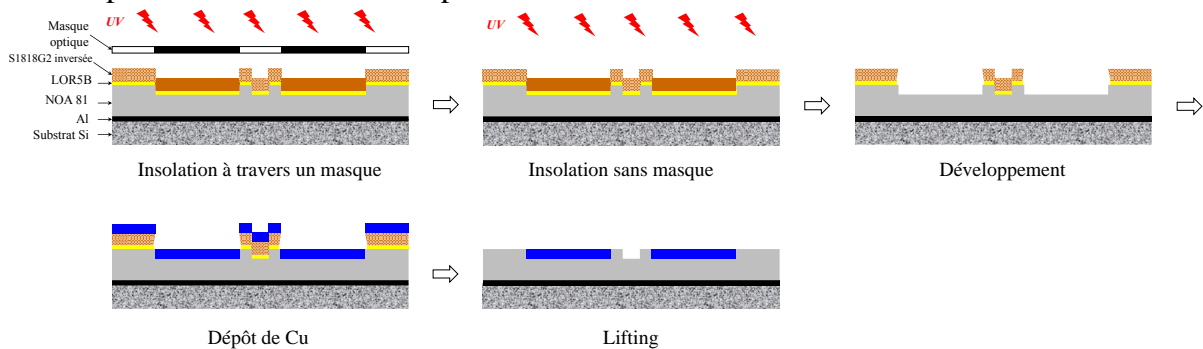 UV
UV
Masque
optique
S1818G2 inversée
LOR5B
NOA 81
Al
Substrat Si
Insolation à travers un masque
Insolation sans masque
Développement
Dépôt de Cu
Lifting